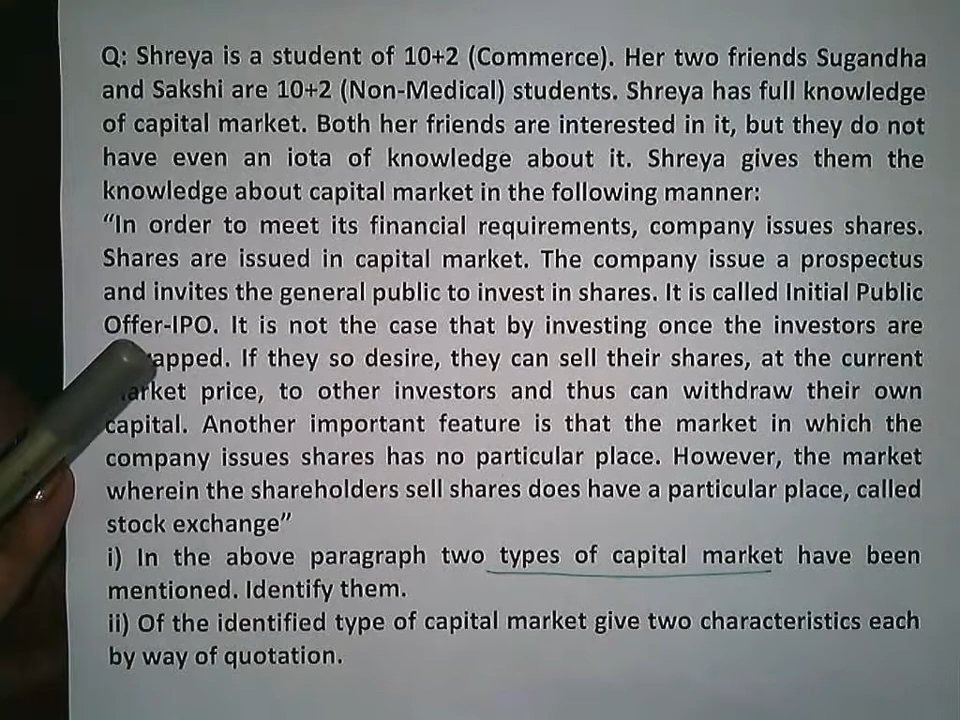 Q: Shreya is a student of 10+2 (Commerce). Her two friends Sugandha
and Sakshi are 10+2 (Non-Medical) students. Shreya has full knowledge
of capital market. Both her friends are interested in it, but they do not
have even an iota of knowledge about it. Shreya gives them the
knowledge about capital market in the following manner:
“In order to meet its financial requirements, company issues shares.
Shares are issued in capital market. The company issue a prospectus
and invites the general public to invest in shares. It is called Initial Public
Offer-IPO. It is not the case that by investing once the investors are
If they so desire, they can sell their shares, at the current
market price, to other investors and thus can withdraw their own
capital. Another important feature is that the market in which the
company issues shares has no particular place. However, the market
wherein the shareholders sell shares does have a particular place, called
stock exchange”
i) In the above paragraph two types of capital market have been
mentioned. Identify them.
ii) Of the identified type of capital market give two characteristics each
by way of quotation.